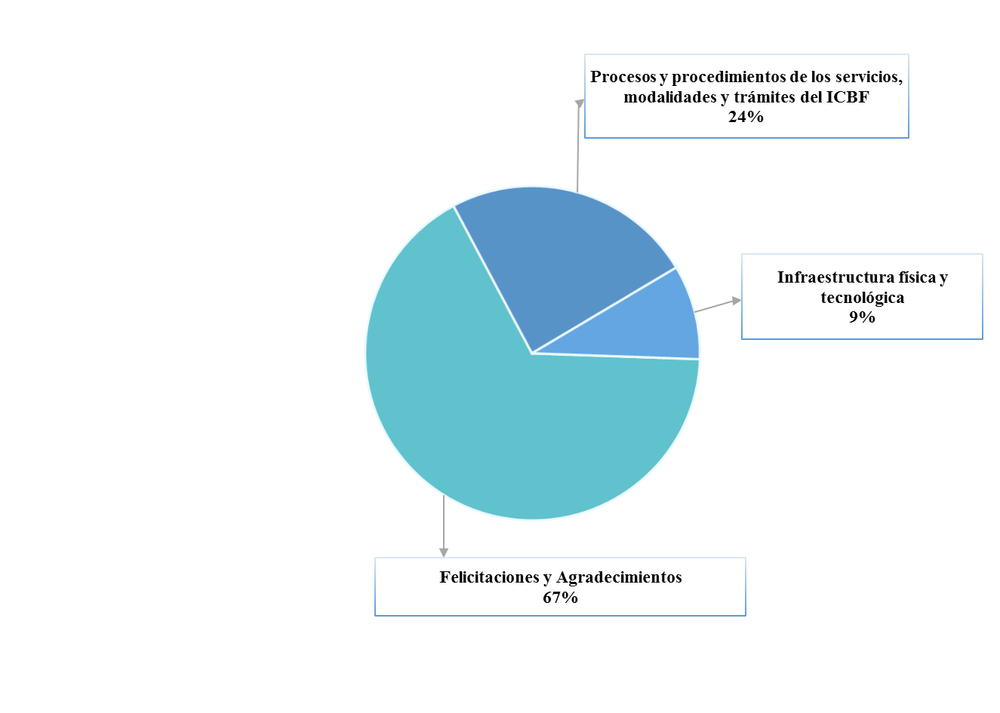 Procesos y procedimientos de los servicios,
modalidades y trámites del ICBF
24%
Infraestructura física y
tecnológica
9%
Felicitaciones y Agradecimientos
67%